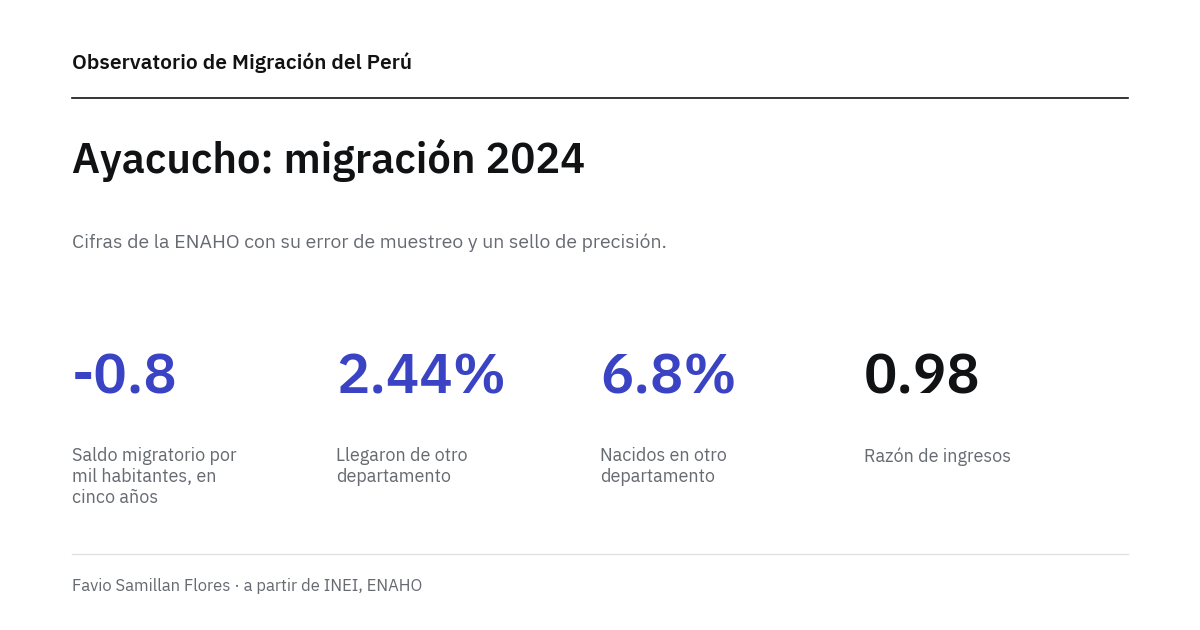 Observatorio de Migración del Perú
Ayacucho: migración 2024
Cifras de la ENAHO con su error de muestreo y un sello de precisión.
-0.8
Saldo migratorio por
mil habitantes, en
cinco años
2.44%
Llegaron de otro
departamento
6.8%
Nacidos en otro
departamento
0.98
Razón de ingresos
Favio Samillan Flores · a partir de INEI, ENAHO